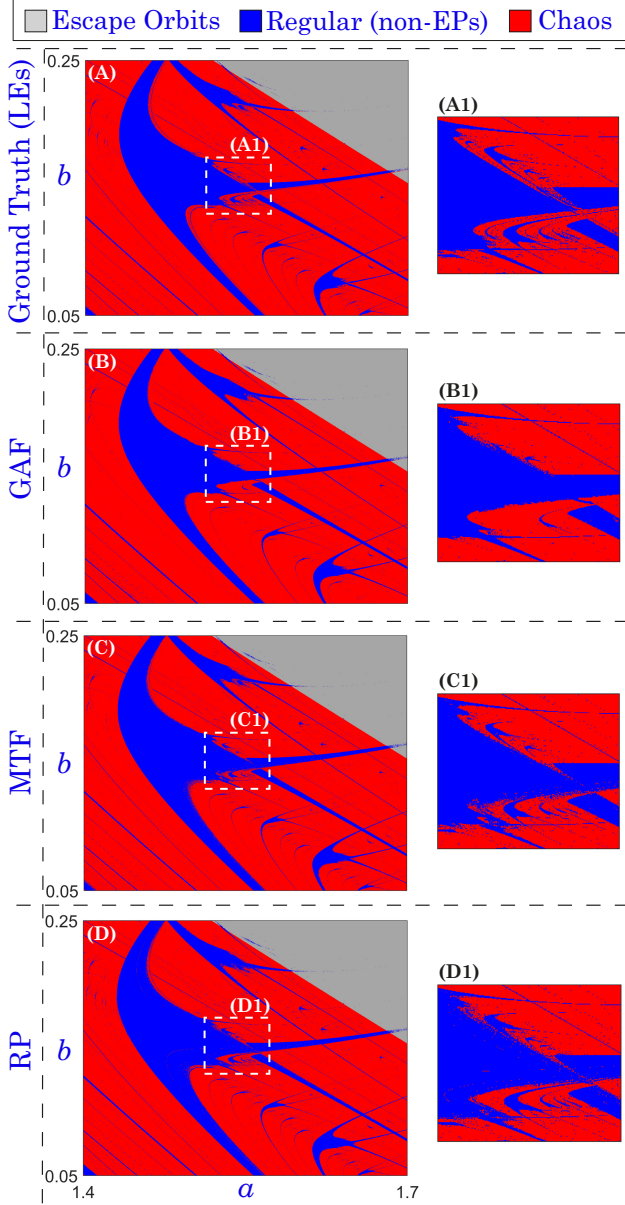 Escape Orbits Regular (non-EPs) Chaos
Ground Truth (LEs)
0.25
(A)
(A1)
(A1)
b
0.05
GAF
0.25
(B)
(B1)
(B1)
b
0.05
MTF
0.25
(C)
(C1)
(C1)
b
0.05
RP
0.25
(D)
(D1)
(D1)
b
0.05
1.4 a 1.7